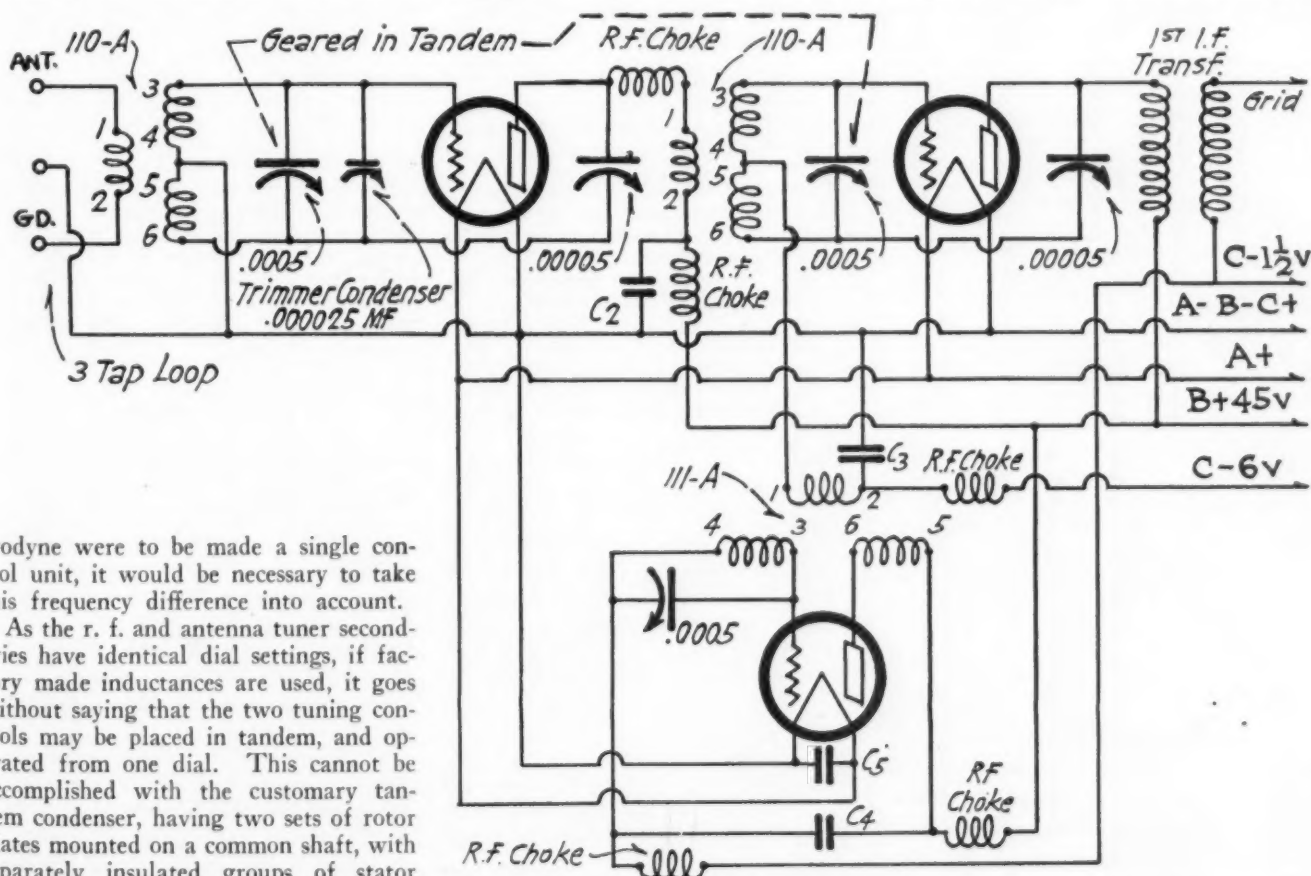 ANT.
110-A
Geared in Tandem
R.F. Choke
110-A
1ST I.F.
Transf.
Grid
3
4
5
6
1
2
GD.
.0005
Trimmer Condenser
.000025 MF
.00005
1
2
C2
R.F.
Choke
3
4
5
6
.0005
.00005
C-1½v
A- B-C+
A+
B+45v
C-6v
3 Tap Loop
C3
R.F. Choke
111-A
1
2
4
3
6
5
.0005
C5
C4
RF
Choke
R.F. Choke
odyne were to be made a single con-
ol unit, it would be necessary to take
is frequency difference into account.
As the r. f. and antenna tuner second-
ies have identical dial settings, if fac-
ry made inductances are used, it goes
ithout saying that the two tuning con-
ols may be placed in tandem, and op-
ated from one dial. This cannot be
complished with the customary tan-
em condenser, having two sets of rotor
ates mounted on a common shaft, with
parately insulated groups of stator